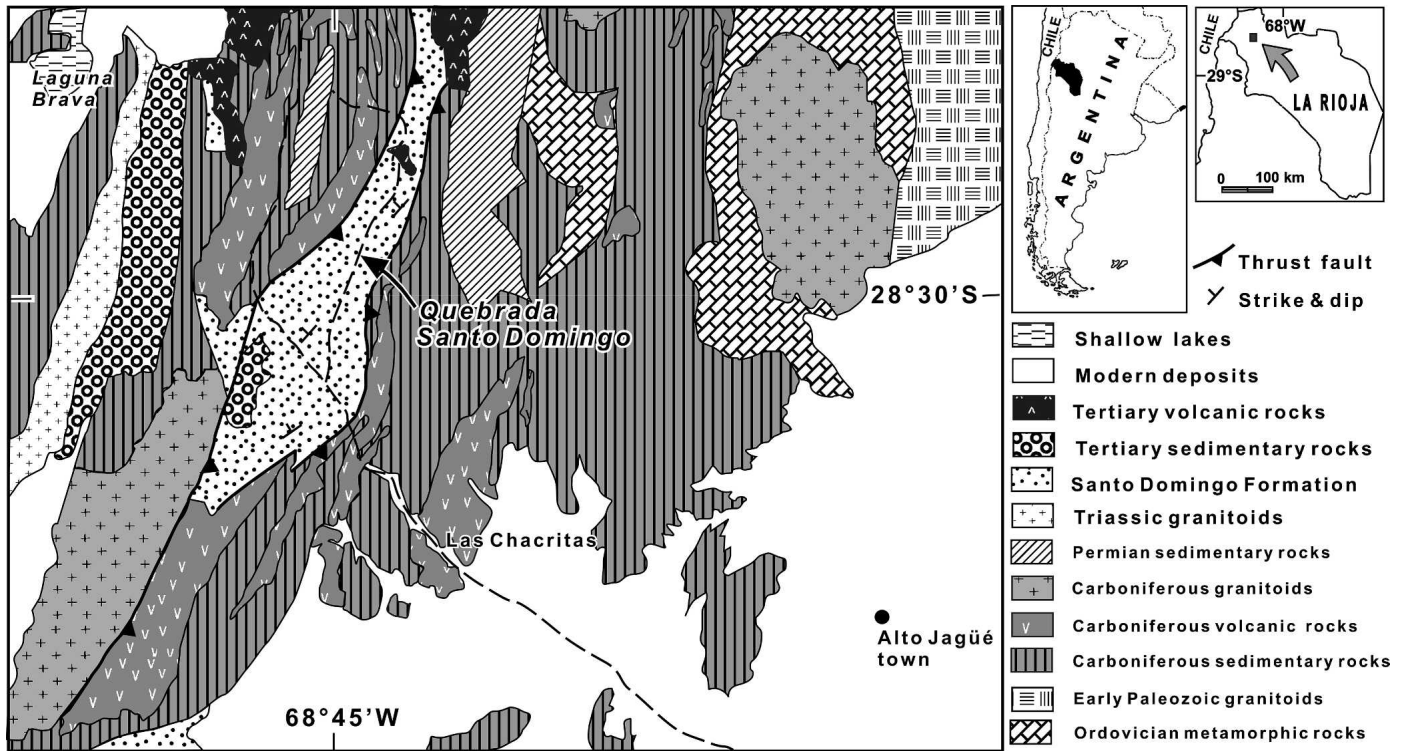 Laguna
Brava
Quebrada
Santo Domingo
28°30'S
Las Chacritas
Alto Jagüé
town
68°45'W
CHILE
ARGENTINA
CHILE
68°W
29°S
LA RIOJA
0 100 km
Thrust fault
Strike & dip
Shallow lakes
Modern deposits
Tertiary volcanic rocks
Tertiary sedimentary rocks
Santo Domingo Formation
Triassic granitoids
Permian sedimentary rocks
Carboniferous granitoids
Carboniferous volcanic rocks
Carboniferous sedimentary rocks
Early Paleozoic granitoids
Ordovician metamorphic rocks